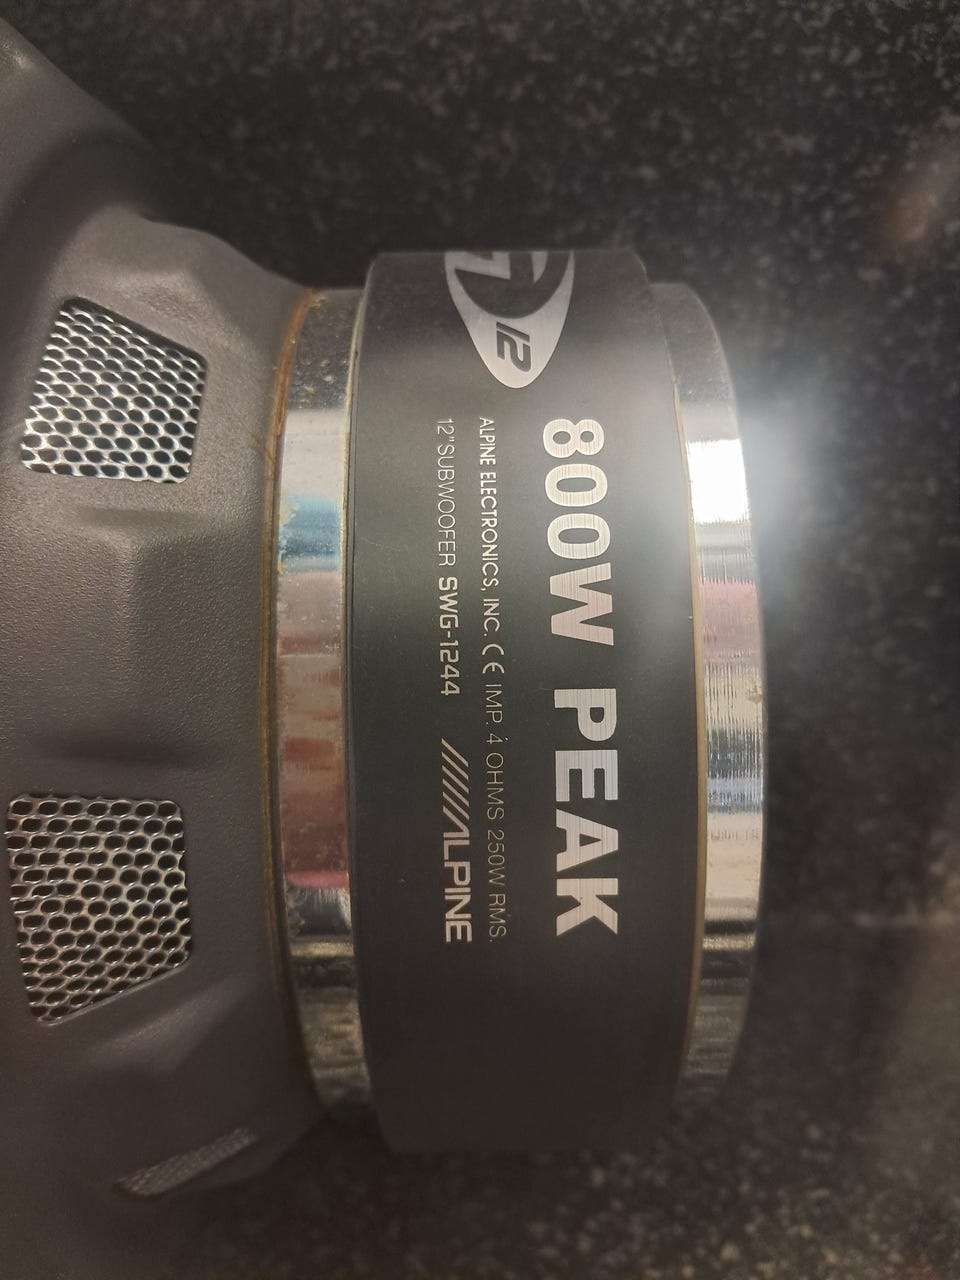 12
800W PEAK
ALPINE ELECTRONICS, INC. CE IMP. 4 OHMS 250W RMS.
12" SUBWOOFER SWG-1244 ALPINE